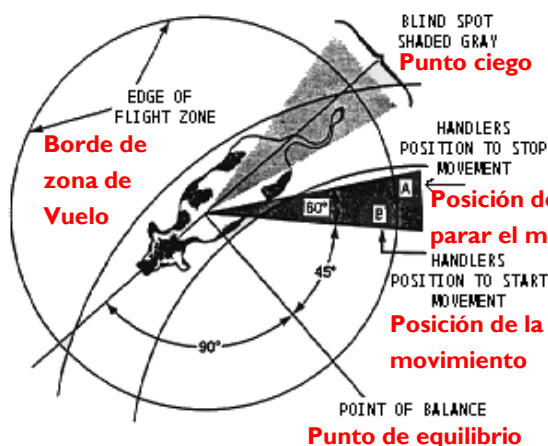 BLIND SPOT
SHADED GRAY
Punto ciego
EDGE OF
FLIGHT ZONE
Borde de
zona de
Vuelo
HANDLERS
POSITION TO STOP
MOVEMENT
A
Posición de
parar el m
60°
B
HANDLERS
POSITION TO START
MOVEMENT
45°
Posición de la
movimiento
90°
POINT OF BALANCE
Punto de equilibrio